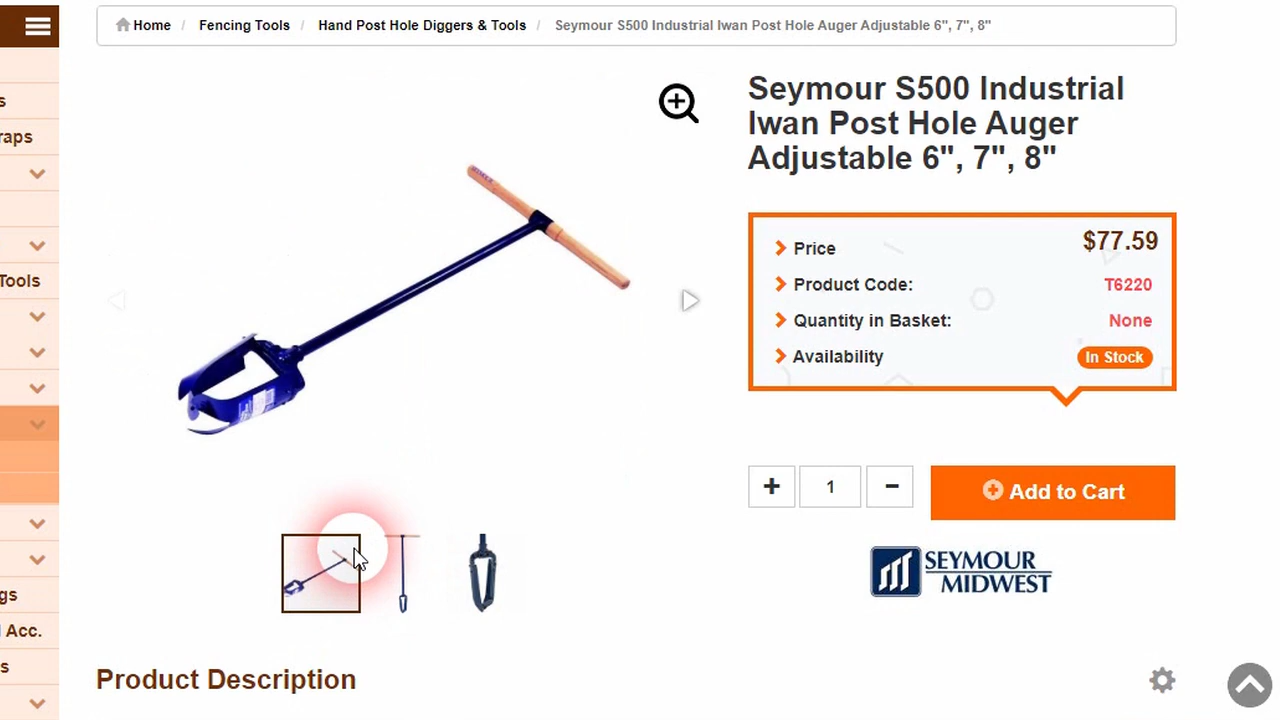 Home / Fencing Tools / Hand Post Hole Diggers & Tools / Seymour S500 Industrial Iwan Post Hole Auger Adjustable 6", 7", 8"
s
raps
Tools
gs
Acc.
s
Seymour S500 Industrial
Iwan Post Hole Auger
Adjustable 6", 7", 8"
Price $77.59
Product Code: T6220
Quantity in Basket: None
Availability In Stock
+ 1 −
Add to Cart
SEYMOUR
MIDWEST
Product Description